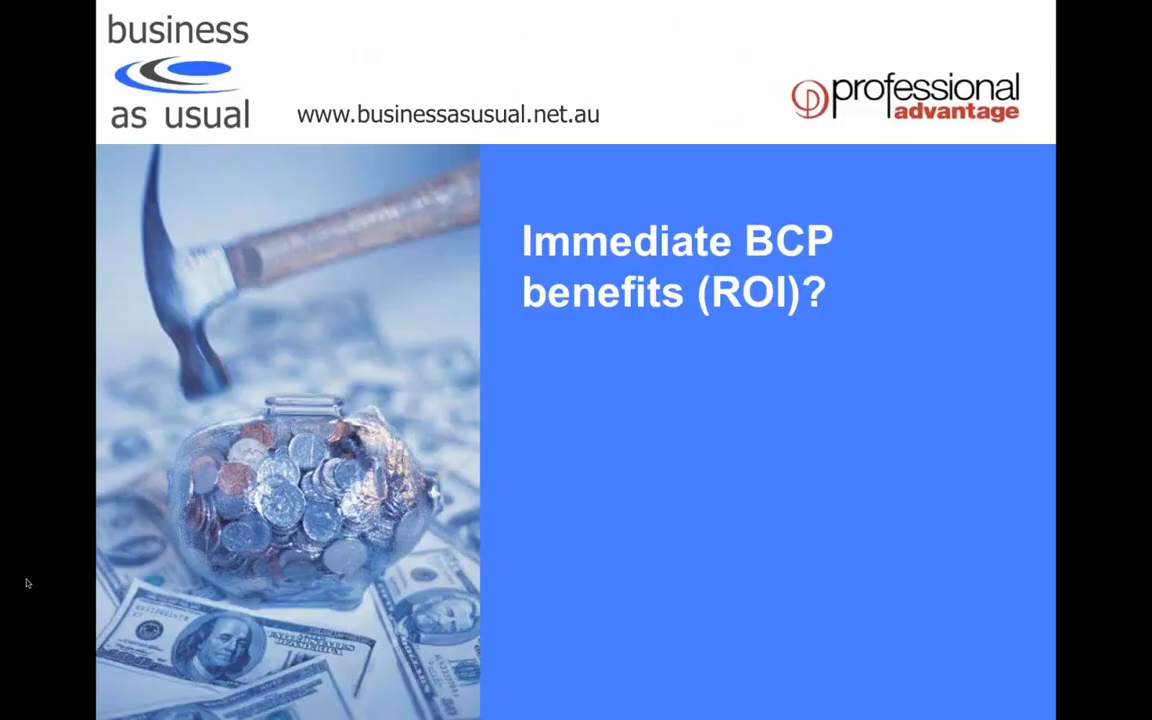 business
as usual
www.businessasusual.net.au
professional
advantage
Immediate BCP
benefits (ROI)?